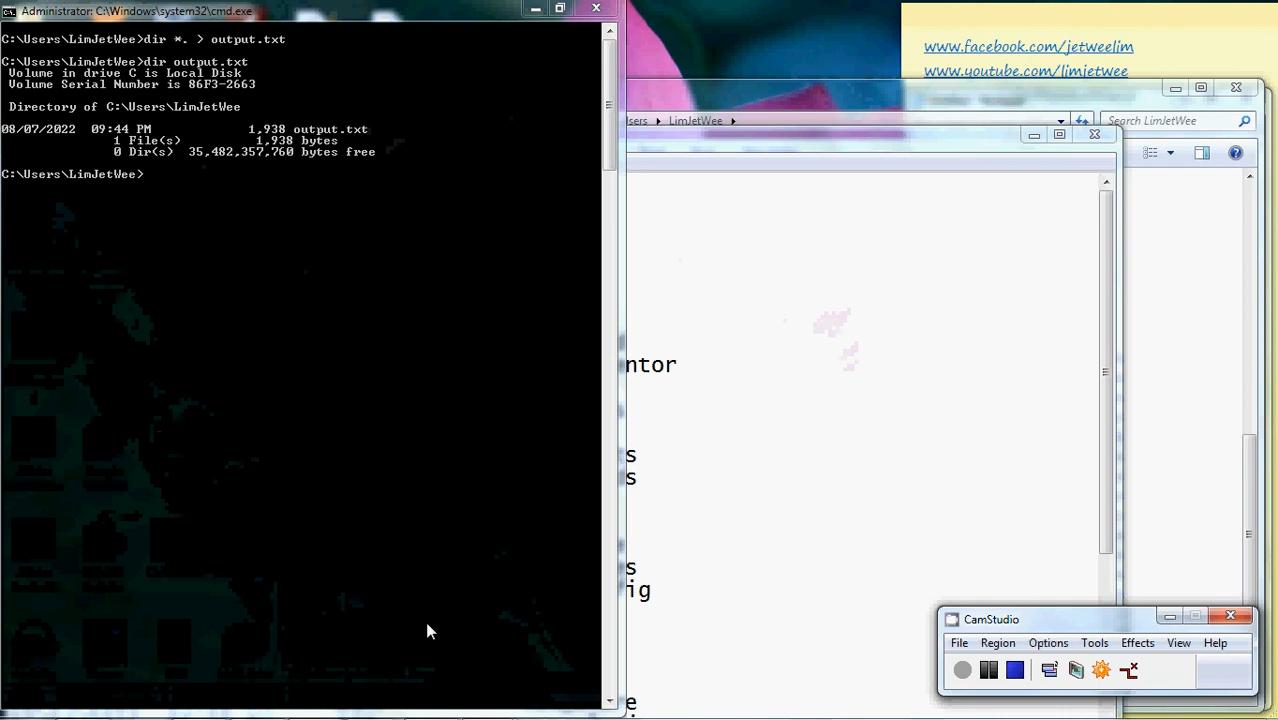 Administrator: C:\Windows\system32\cmd.exe
C:\Users\LimJetWee>dir *. > output.txt
C:\Users\LimJetWee>dir output.txt
Volume in drive C is Local Disk
Volume Serial Number is 86F3-2663
Directory of C:\Users\LimJetWee
08/07/2022 09:44 PM 1,938 output.txt
1 File(s) 1,938 bytes
0 Dir(s) 35,482,357,760 bytes free
C:\Users\LimJetWee>
www.facebook.com/jetweelim
www.youtube.com/limjetwee
sers LimJetWee
Search LimJetWee
ntor
s
s
s
ig
e
CamStudio
File Region Options Tools Effects View Help